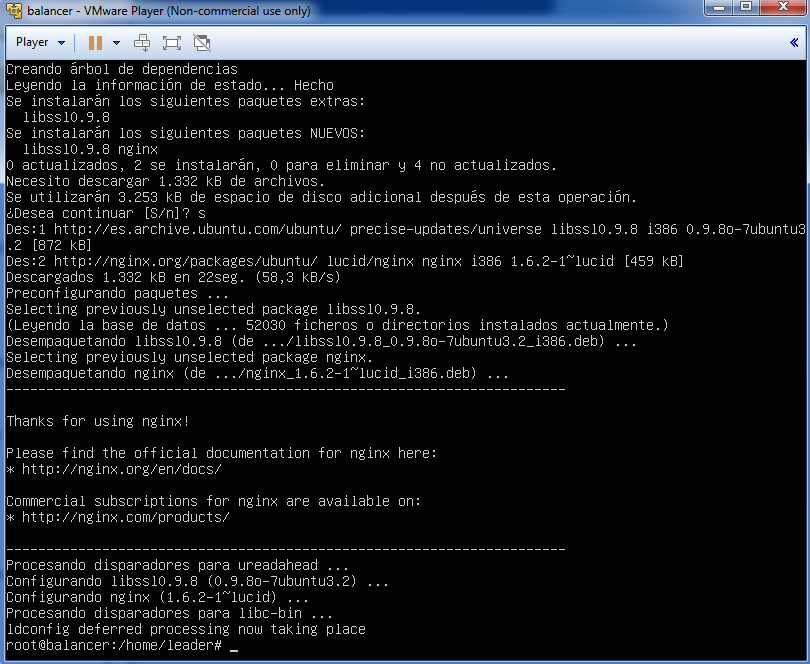 balancer - VMware Player (Non-commercial use only)
Player
Creando árbol de dependencias
Leyendo la información de estado... Hecho
Se instalarán los siguientes paquetes extras:
  libssl0.9.8
Se instalarán los siguientes paquetes NUEVOS:
  libssl0.9.8 nginx
0 actualizados, 2 se instalarán, 0 para eliminar y 4 no actualizados.
Necesito descargar 1.332 kB de archivos.
Se utilizarán 3.253 kB de espacio de disco adicional después de esta operación.
¿Desea continuar [S/n]? s
Des:1 http://es.archive.ubuntu.com/ubuntu/ precise-updates/universe libssl0.9.8 i386 0.9.8o-7ubuntu3
.2 [872 kB]
Des:2 http://nginx.org/packages/ubuntu/ lucid/nginx nginx i386 1.6.2-1~lucid [459 kB]
Descargados 1.332 kB en 22seg. (58,3 kB/s)
Preconfigurando paquetes ...
Selecting previously unselected package libssl0.9.8.
(Leyendo la base de datos ... 52030 ficheros o directorios instalados actualmente.)
Desempaquetando libssl0.9.8 (de .../libssl0.9.8_0.9.8o-7ubuntu3.2_i386.deb) ...
Selecting previously unselected package nginx.
Desempaquetando nginx (de .../nginx_1.6.2-1~lucid_i386.deb) ...
----------------------------------------------------------------------
Thanks for using nginx!
Please find the official documentation for nginx here:
* http://nginx.org/en/docs/
Commercial subscriptions for nginx are available on:
* http://nginx.com/products/
----------------------------------------------------------------------
Procesando disparadores para ureadahead ...
Configurando libssl0.9.8 (0.9.8o-7ubuntu3.2) ...
Configurando nginx (1.6.2-1~lucid) ...
Procesando disparadores para libc-bin ...
ldconfig deferred processing now taking place
root@balancer:/home/leader# _